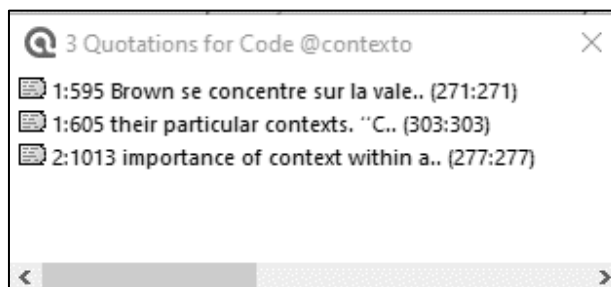 3 Quotations for Code @contexto
1:595 Brown se concentre sur la vale.. (271:271)
1:605 their particular contexts. ¨C.. (303:303)
2:1013 importance of context within a.. (277:277)